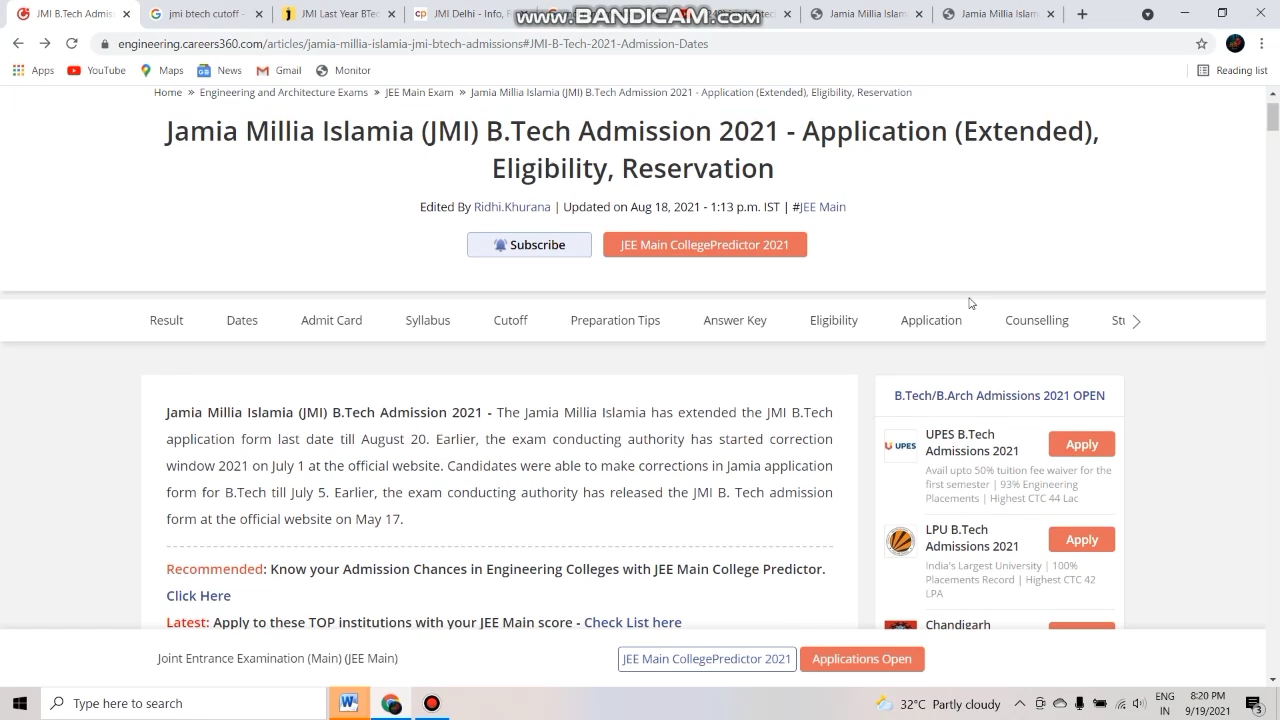 JMI B.Tech Admissi
jmi btech cutoff -
JMI Last Year BTec
JMI Delhi - Info, F
www.BANDICAM.com
Jamia Millia Islam
Jamia Millia Islam
engineering.careers360.com/articles/jamia-millia-islamia-jmi-btech-admissions#JMI-B-Tech-2021-Admission-Dates
Apps YouTube Maps News Gmail Monitor Reading list
Home » Engineering and Architecture Exams » JEE Main Exam » Jamia Millia Islamia (JMI) B.Tech Admission 2021 - Application (Extended), Eligibility, Reservation
Jamia Millia Islamia (JMI) B.Tech Admission 2021 - Application (Extended),
Eligibility, Reservation
Edited By Ridhi.Khurana | Updated on Aug 18, 2021 - 1:13 p.m. IST | #JEE Main
Subscribe JEE Main CollegePredictor 2021
Result Dates Admit Card Syllabus Cutoff Preparation Tips Answer Key Eligibility Application Counselling Stu
Jamia Millia Islamia (JMI) B.Tech Admission 2021 - The Jamia Millia Islamia has extended the JMI B.Tech
application form last date till August 20. Earlier, the exam conducting authority has started correction
window 2021 on July 1 at the official website. Candidates were able to make corrections in Jamia application
form for B.Tech till July 5. Earlier, the exam conducting authority has released the JMI B. Tech admission
form at the official website on May 17.
Recommended: Know your Admission Chances in Engineering Colleges with JEE Main College Predictor.
Click Here
Latest: Apply to these TOP institutions with your JEE Main score - Check List here
B.Tech/B.Arch Admissions 2021 OPEN
UPES
UPES B.Tech
Admissions 2021
Apply
Avail upto 50% tuition fee waiver for the
first semester | 93% Engineering
Placements | Highest CTC 44 Lac
LPU B.Tech
Admissions 2021
Apply
India's Largest University | 100%
Placements Record | Highest CTC 42
LPA
Chandigarh
Joint Entrance Examination (Main) (JEE Main) JEE Main CollegePredictor 2021 Applications Open
Type here to search
32°C Partly cloudy
ENG
IN
8:20 PM
9/19/2021
3